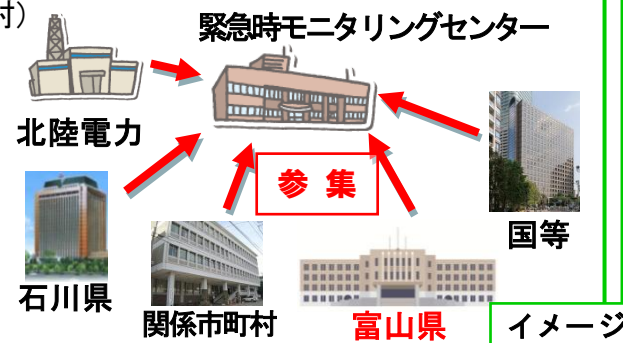 村）
緊急時モニタリングセンター
北陸電力
参集
国等
石川県
関係市町村
富山県
イメージ